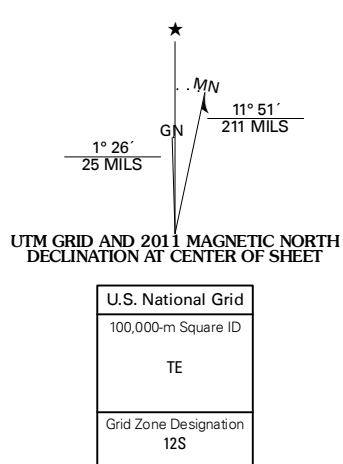 ★
MN
GN
11° 51´
211 MILS
1° 26´
25 MILS
UTM GRID AND 2011 MAGNETIC NORTH
DECLINATION AT CENTER OF SHEET
U.S. National Grid
100,000-m Square ID
TE
Grid Zone Designation
12S